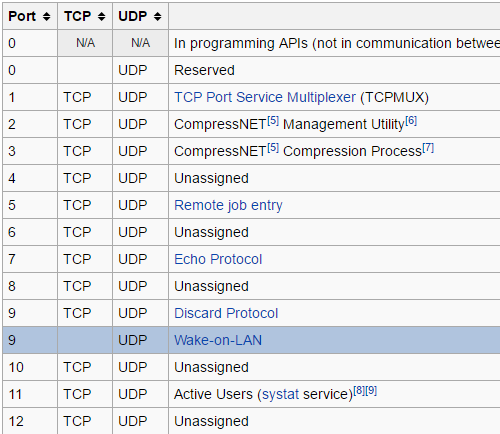 Port TCP UDP
0 N/A N/A In programming APIs (not in communication betwee
0 UDP Reserved
1 TCP UDP TCP Port Service Multiplexer (TCPMUX)
2 TCP UDP CompressNET[5] Management Utility[6]
3 TCP UDP CompressNET[5] Compression Process[7]
4 TCP UDP Unassigned
5 TCP UDP Remote job entry
6 TCP UDP Unassigned
7 TCP UDP Echo Protocol
8 TCP UDP Unassigned
9 TCP UDP Discard Protocol
9 UDP Wake-on-LAN
10 TCP UDP Unassigned
11 TCP UDP Active Users (systat service)[8][9]
12 TCP UDP Unassigned